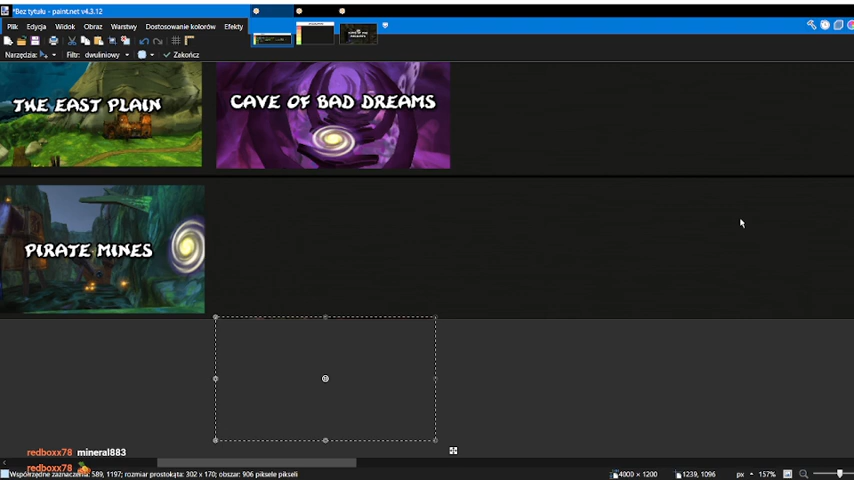 *Bez tytułu - paint.net v4.3.12
Plik Edycja Widok Obraz Warstwy Dostosowanie kolorów Efekty
Narzędzia: Filtr: dwuliniowy Zakończ
THE EAST PLAIN
CAVE OF BAD DREAMS
PIRATE MINES
redboxx78 mineral883
redboxx78
Współrzędne zaznaczenia: 589, 1197; rozmiar prostokąta: 302 x 170; obszar: 906 piksele pikseli
4000 × 1200
1239, 1096
px
157%